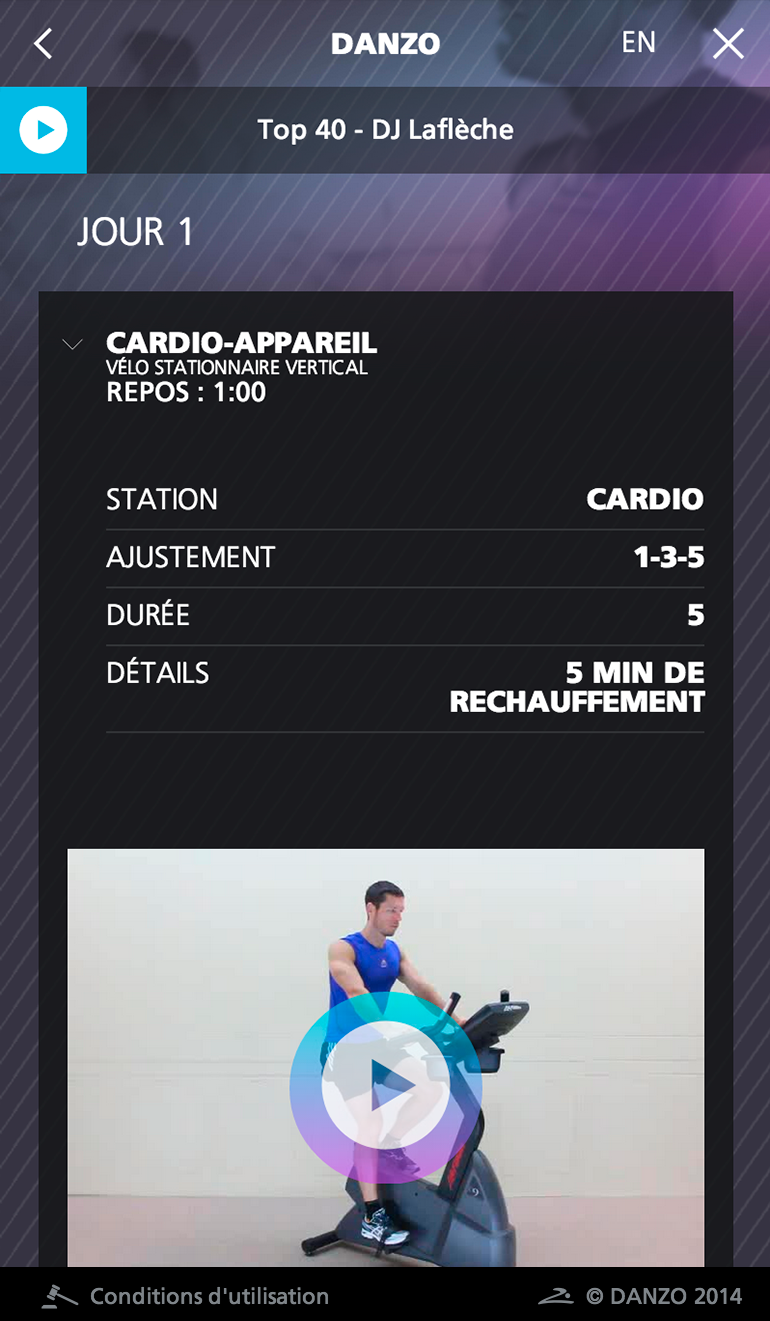 DANZO
EN
Top 40 - DJ Laflèche
JOUR 1
CARDIO-APPAREIL
VÉLO STATIONNAIRE VERTICAL
REPOS : 1:00
STATION CARDIO
AJUSTEMENT 1-3-5
DURÉE 5
DÉTAILS 5 MIN DE
RECHAUFFEMENT
Conditions d'utilisation © DANZO 2014